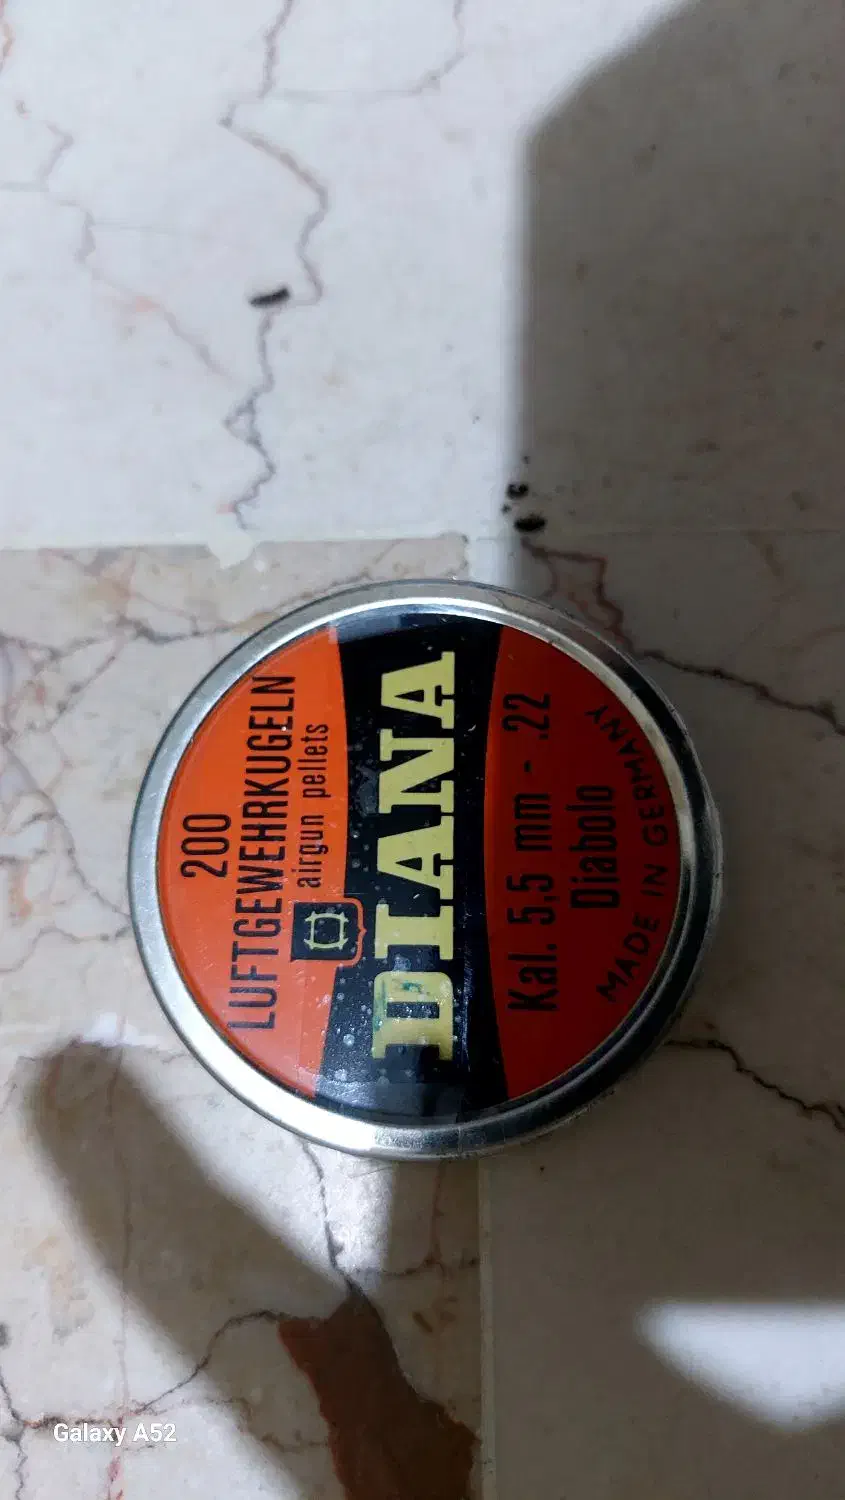 200
LUFTGEWEHRKUGELN
airgun pellets
DIANA
Kal. 5,5 mm - .22
Diabolo
MADE IN GERMANY
Galaxy A52